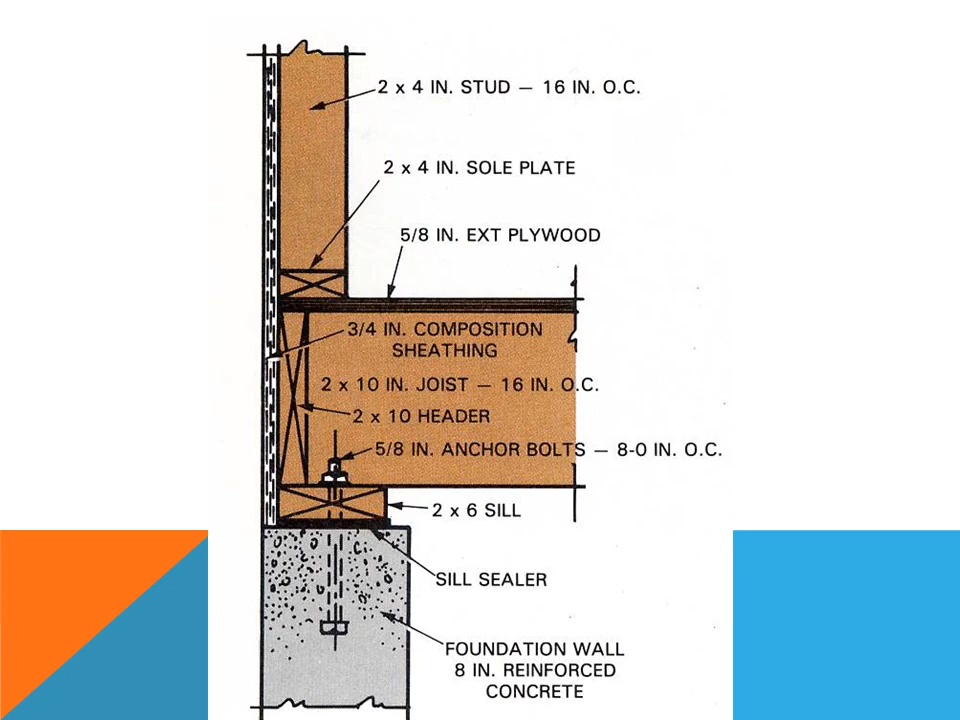 2 x 4 IN. STUD — 16 IN. O.C.
2 x 4 IN. SOLE PLATE
5/8 IN. EXT PLYWOOD
3/4 IN. COMPOSITION
SHEATHING
2 x 10 IN. JOIST — 16 IN. O.C.
2 x 10 HEADER
5/8 IN. ANCHOR BOLTS — 8-0 IN. O.C.
2 x 6 SILL
SILL SEALER
FOUNDATION WALL
8 IN. REINFORCED
CONCRETE